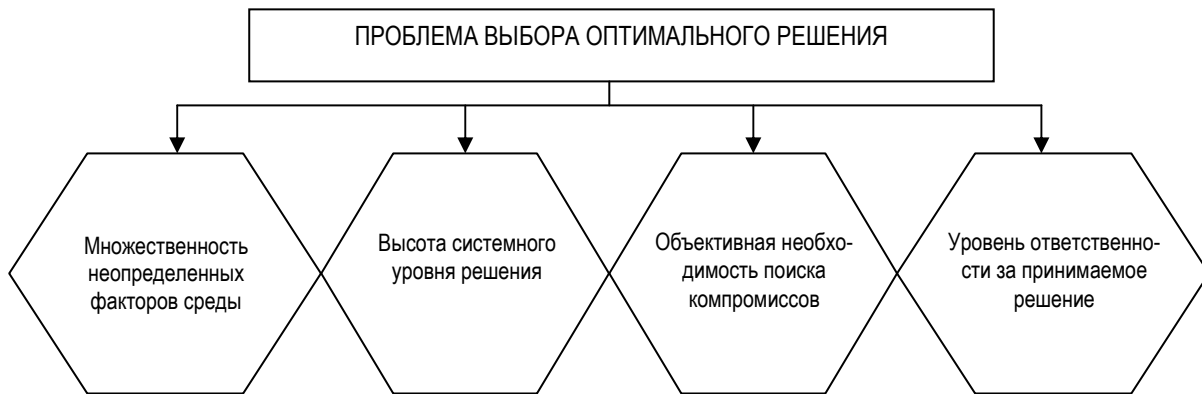 ПРОБЛЕМА ВЫБОРА ОПТИМАЛЬНОГО РЕШЕНИЯ
Множественность
неопределенных
факторов среды
Высота системного
уровня решения
Объективная необхо-
димость поиска
компромиссов
Уровень ответственно-
сти за принимаемое
решение